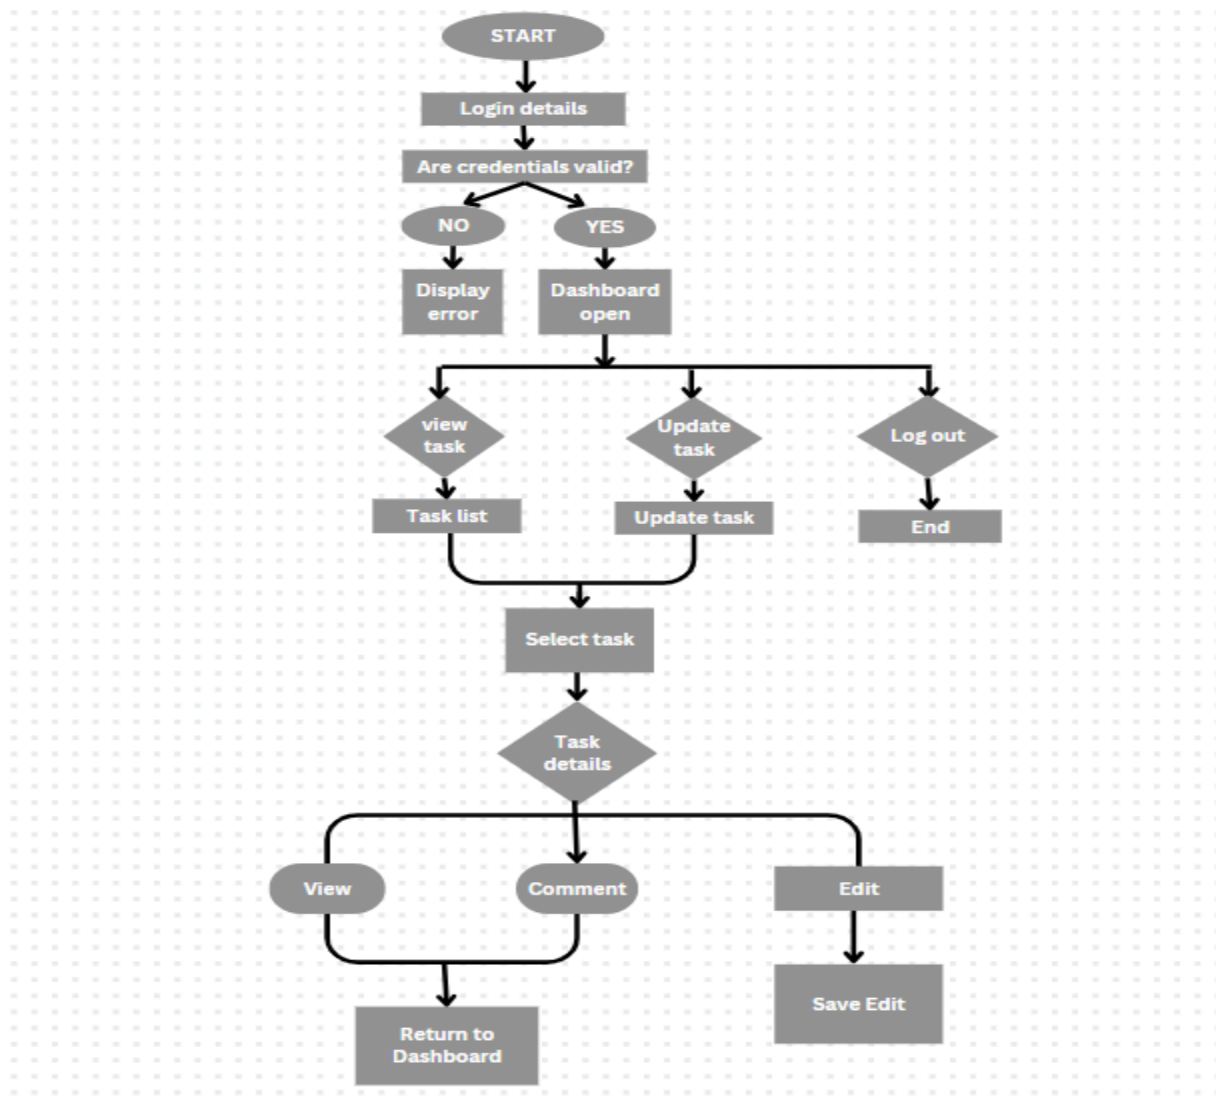 START
Login details
Are credentials valid?
NO
YES
Display
error
Dashboard
open
view
task
Update
task
Log out
Task list
Update task
End
Select task
Task
details
View
Comment
Edit
Save Edit
Return to
Dashboard